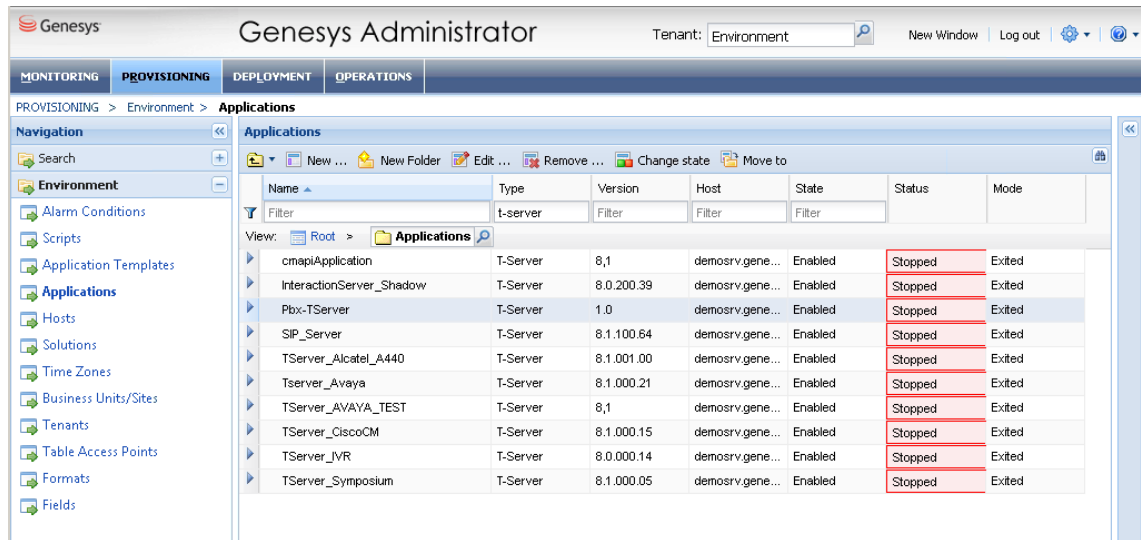 Genesys
Genesys Administrator
Tenant: Environment
New Window | Log out
MONITORING PROVISIONING DEPLOYMENT OPERATIONS
PROVISIONING > Environment > Applications
Navigation
Applications
Search
New ... New Folder Edit ... Remove ... Change state Move to
Environment
Name Type Version Host State Status Mode
Filter t-server Filter Filter Filter
View: Root > Applications
Alarm Conditions
Scripts
Application Templates
Applications
Hosts
Solutions
Time Zones
Business Units/Sites
Tenants
Table Access Points
Formats
Fields
cmapiApplication T-Server 8,1 demosrv.gene... Enabled Stopped Exited
InteractionServer_Shadow T-Server 8.0.200.39 demosrv.gene... Enabled Stopped Exited
Pbx-TServer T-Server 1.0 demosrv.gene... Enabled Stopped Exited
SIP_Server T-Server 8.1.100.64 demosrv.gene... Enabled Stopped Exited
TServer_Alcatel_A440 T-Server 8.1.001.00 demosrv.gene... Enabled Stopped Exited
Tserver_Avaya T-Server 8.1.000.21 demosrv.gene... Enabled Stopped Exited
TServer_AVAYA_TEST T-Server 8,1 demosrv.gene... Enabled Stopped Exited
TServer_CiscoCM T-Server 8.1.000.15 demosrv.gene... Enabled Stopped Exited
TServer_IVR T-Server 8.0.000.14 demosrv.gene... Enabled Stopped Exited
TServer_Symposium T-Server 8.1.000.05 demosrv.gene... Enabled Stopped Exited